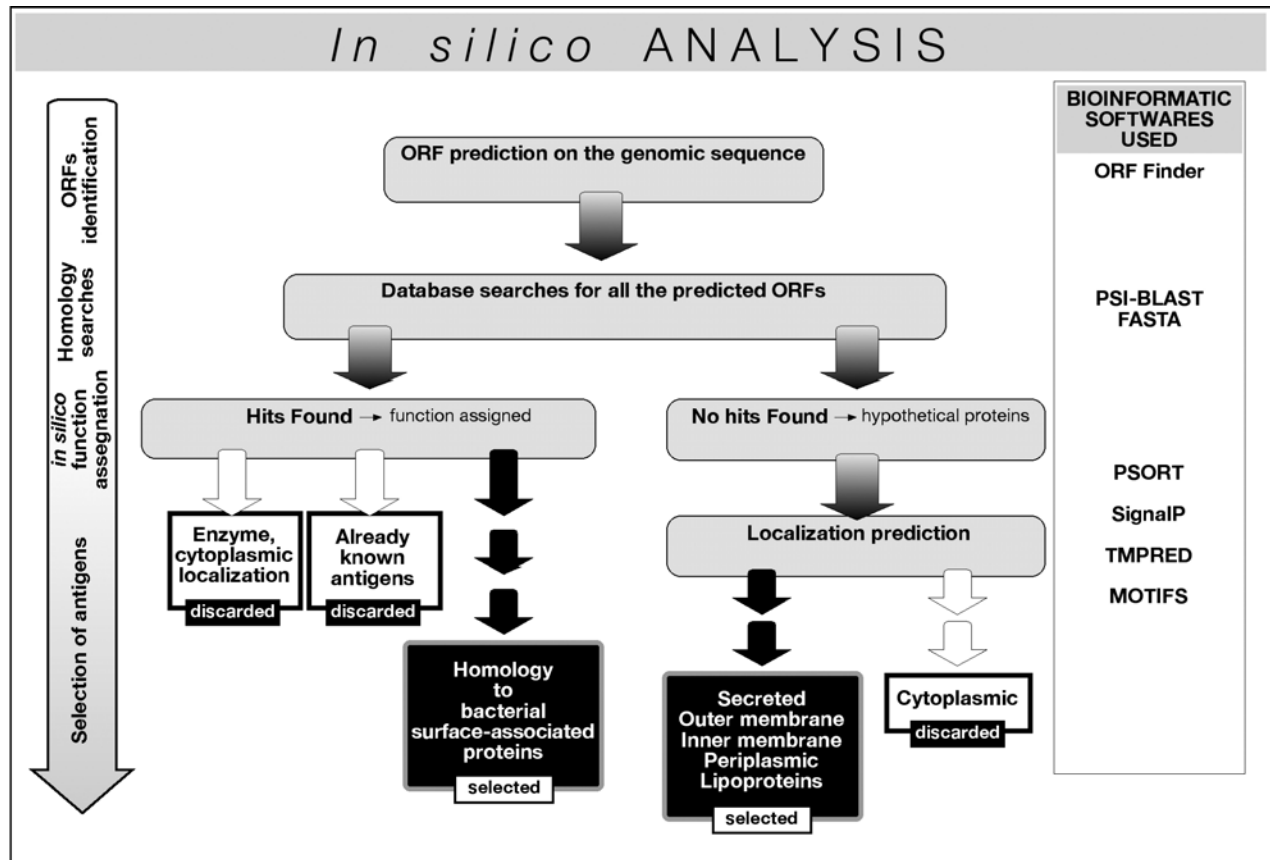 In silico ANALYSIS
ORFs
identification
Homology
searches
in silico
function
assegnation
Selection of antigens
ORF prediction on the genomic sequence
Database searches for all the predicted ORFs
Hits Found → function assigned
No hits Found → hypothetical proteins
Enzyme,
cytoplasmic
localization
discarded
Already
known
antigens
discarded
Homology
to
bacterial
surface-associated
proteins
selected
Localization prediction
Secreted
Outer membrane
Inner membrane
Periplasmic
Lipoproteins
selected
Cytoplasmic
discarded
BIOINFORMATIC
SOFTWARES
USED
ORF Finder
PSI-BLAST
FASTA
PSORT
SignalP
TMPRED
MOTIFS